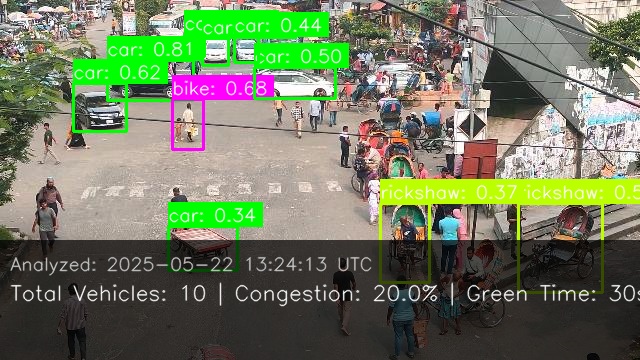 car: 0.44
car
car: 0.81
car: 0.50
car: 0.62
bike: 0.68
rickshaw: 0.37
ickshaw: 0.5
car: 0.34
Analyzed: 2025-05-22 13:24:13 UTC
Total Vehicles: 10 | Congestion: 20.0% | Green Time: 30s